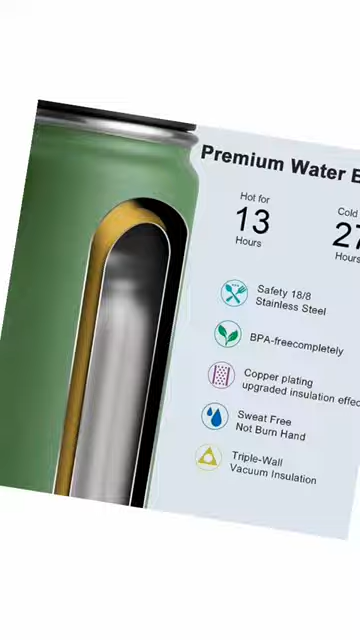 Premium Water B
Hot for
13
Hours
Cold
27
Hours
Safety 18/8
Stainless Steel
BPA-freecompletely
Copper plating
upgraded insulation effec
Sweat Free
Not Burn Hand
Triple-Wall
Vacuum Insulation